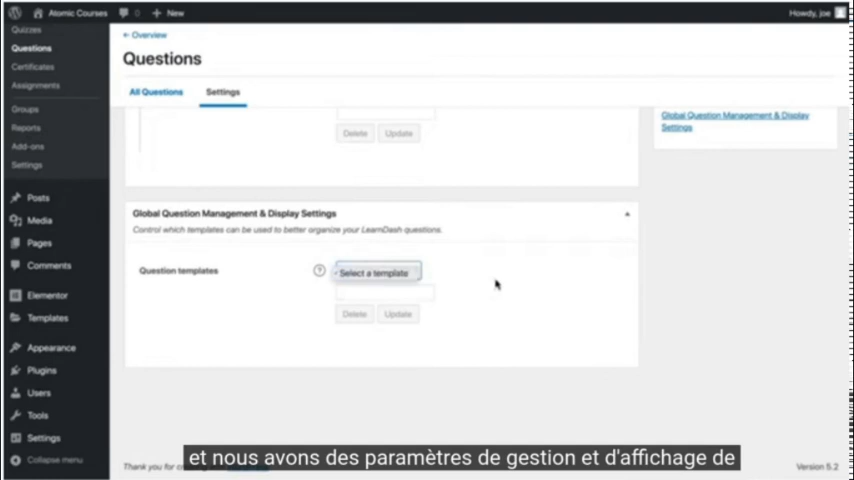 Atomic Courses
0
+ New
Howdy, joe
Quizzes
Questions
Certificates
Assignments
Groups
Reports
Add-ons
Settings
Posts
Media
Pages
Comments
Elementor
Templates
Appearance
Plugins
Users
Tools
Settings
Collapse menu
← Overview
Questions
All Questions
Settings
Delete
Update
Global Question Management & Display
Settings
Global Question Management & Display Settings
Control which templates can be used to better organize your LearnDash questions.
Question templates
?
Select a template
Delete
Update
Thank you for
Version 5.2
et nous avons des paramètres de gestion et d'affichage de